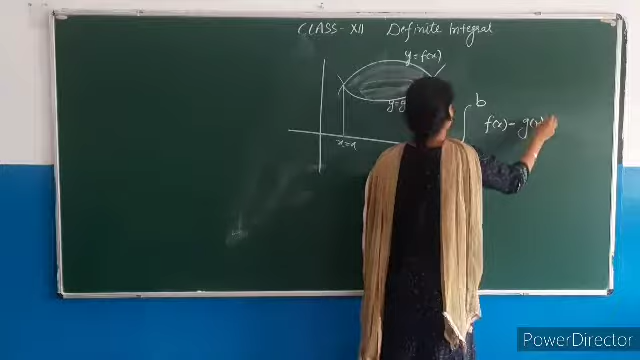 CLASS - XII Definite Integral
y = f(x)
y = g
x = a
∫ b f(x) - g(x)
PowerDirector